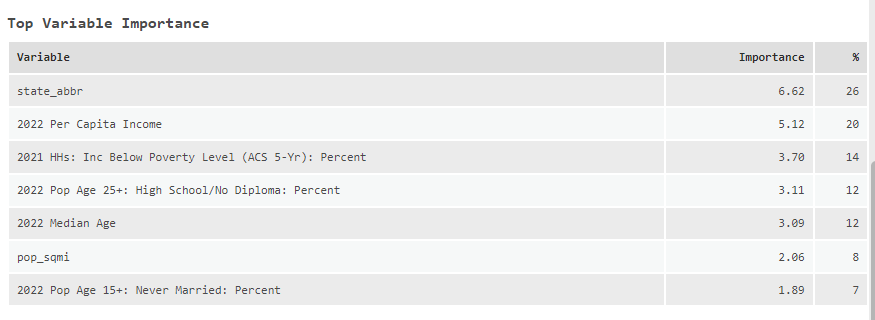 Top Variable Importance
Variable Importance %
state_abbr 6.62 26
2022 Per Capita Income 5.12 20
2021 HHs: Inc Below Poverty Level (ACS 5-Yr): Percent 3.70 14
2022 Pop Age 25+: High School/No Diploma: Percent 3.11 12
2022 Median Age 3.09 12
pop_sqmi 2.06 8
2022 Pop Age 15+: Never Married: Percent 1.89 7